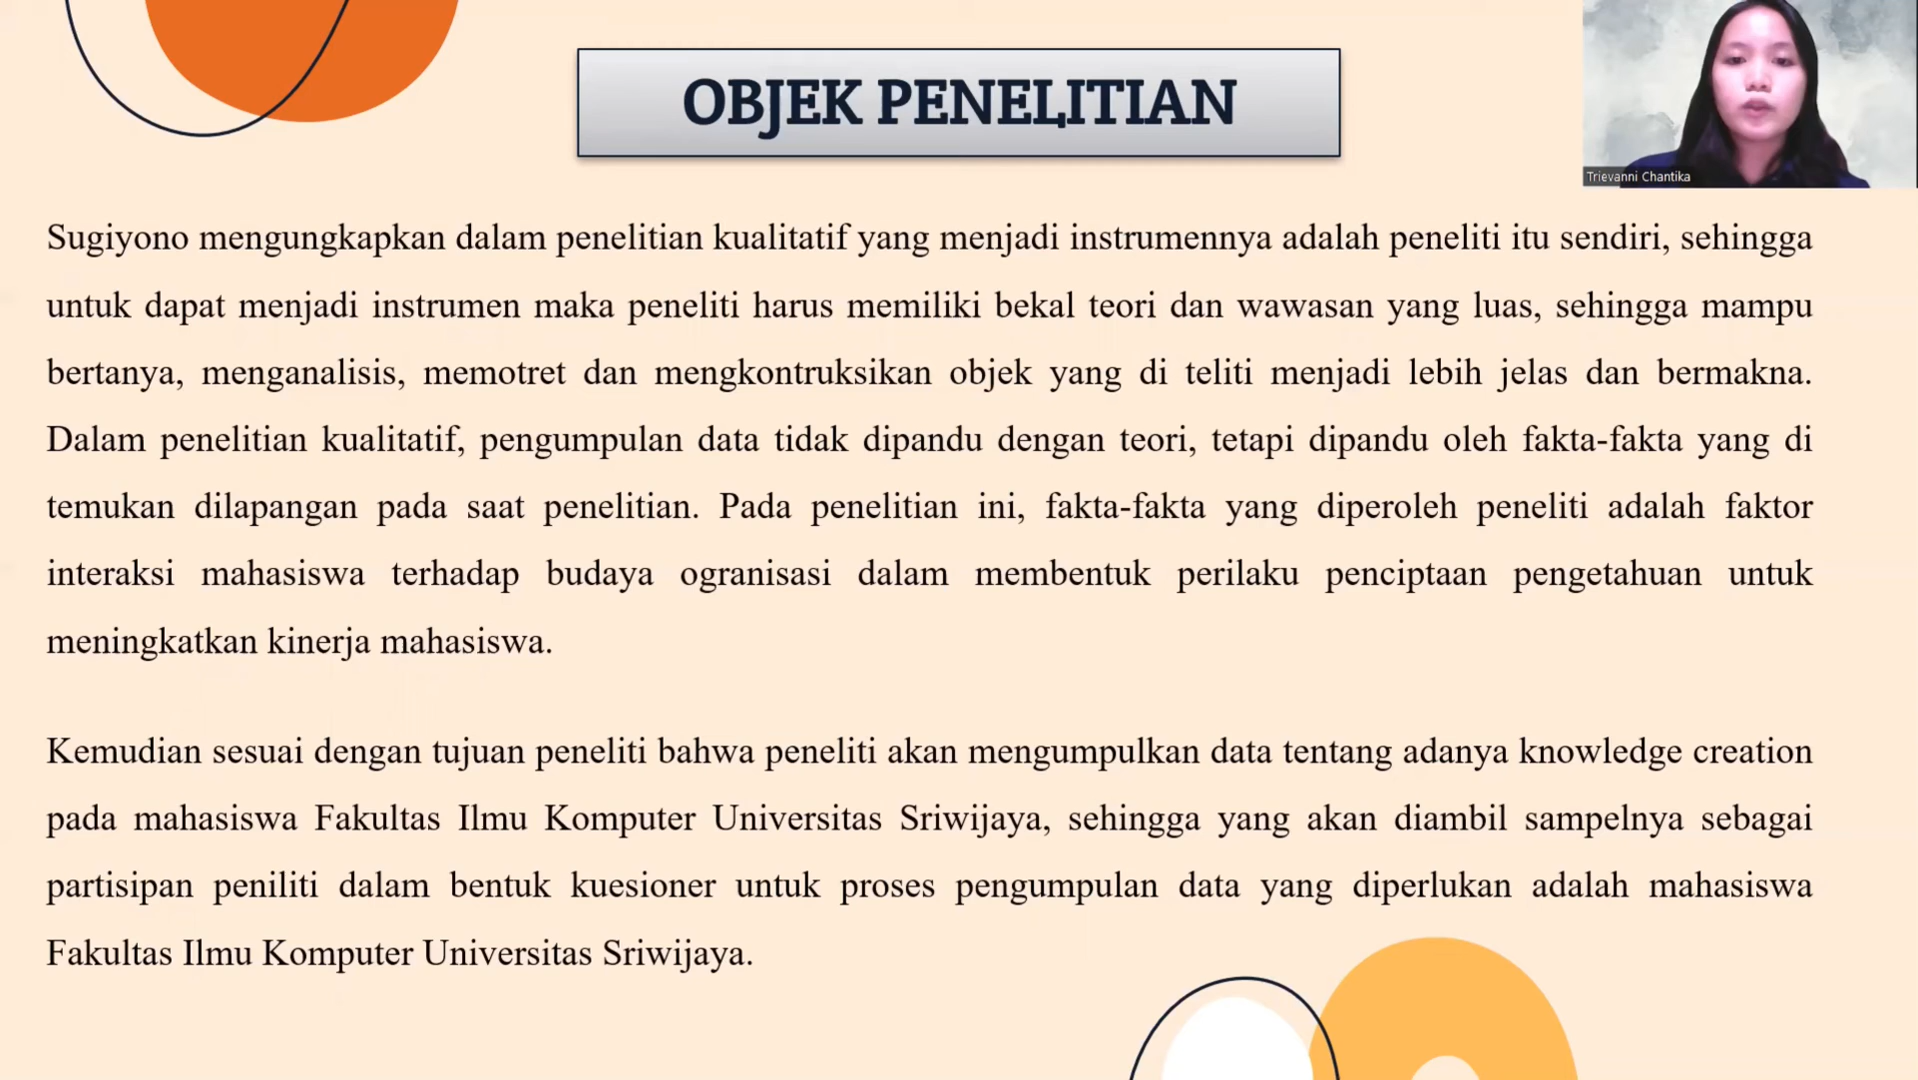 OBJEK PENELITIAN
Trievanni Chantika
Sugiyono mengungkapkan dalam penelitian kualitatif yang menjadi instrumennya adalah peneliti itu sendiri, sehingga
untuk dapat menjadi instrumen maka peneliti harus memiliki bekal teori dan wawasan yang luas, sehingga mampu
bertanya, menganalisis, memotret dan mengkontruksikan objek yang di teliti menjadi lebih jelas dan bermakna.
Dalam penelitian kualitatif, pengumpulan data tidak dipandu dengan teori, tetapi dipandu oleh fakta-fakta yang di
temukan dilapangan pada saat penelitian. Pada penelitian ini, fakta-fakta yang diperoleh peneliti adalah faktor
interaksi mahasiswa terhadap budaya ogranisasi dalam membentuk perilaku penciptaan pengetahuan untuk
meningkatkan kinerja mahasiswa.
Kemudian sesuai dengan tujuan peneliti bahwa peneliti akan mengumpulkan data tentang adanya knowledge creation
pada mahasiswa Fakultas Ilmu Komputer Universitas Sriwijaya, sehingga yang akan diambil sampelnya sebagai
partisipan peniliti dalam bentuk kuesioner untuk proses pengumpulan data yang diperlukan adalah mahasiswa
Fakultas Ilmu Komputer Universitas Sriwijaya.